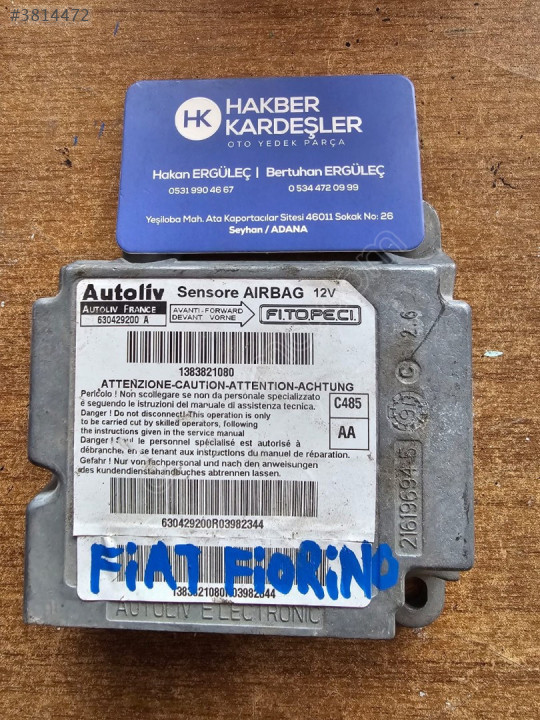 #3814472
HK
HAKBER
KARDEŞLER
OTO YEDEK PARÇA
Hakan ERGÜLEÇ | Bertuhan ERGÜLEÇ
0531 990 46 67 0 534 472 09 99
Yeşiloba Mah. Ata Kaportacılar Sitesi 46011 Sokak No: 26
Seyhan / ADANA
Autoliv Sensore AIRBAG 12V
AUTOLIV FRANCE
630429200 A
AVANTI-FORWARD
DEVANT VORNE
F.I.TO.PE.CI.
1383821080
ATTENZIONE-CAUTION-ATTENTION-ACHTUNG
Pericolo ! Non scollegare se non da personale specializzato
é seguendo le istruzioni del manuale di assistenza tecnica.
Danger ! Do not disconnect! This operation is only
to be carried cut by skilled operators, following
the instructions given in the service manual
Danger ! le personnel spécialisé est autorisé à
débrancher en se tenant aux instructions du manuel de réparation.
Gefahr ! Nur von fachpersonal und nach den anweisungen
des kundendiensthandbuches abtrennen lassen.
C485
AA
630429200R03982344
FiAT FiORiNO
1383821080R03982344
AUTOLIV ELECTRONIC
2.6
C
9
21619694-5